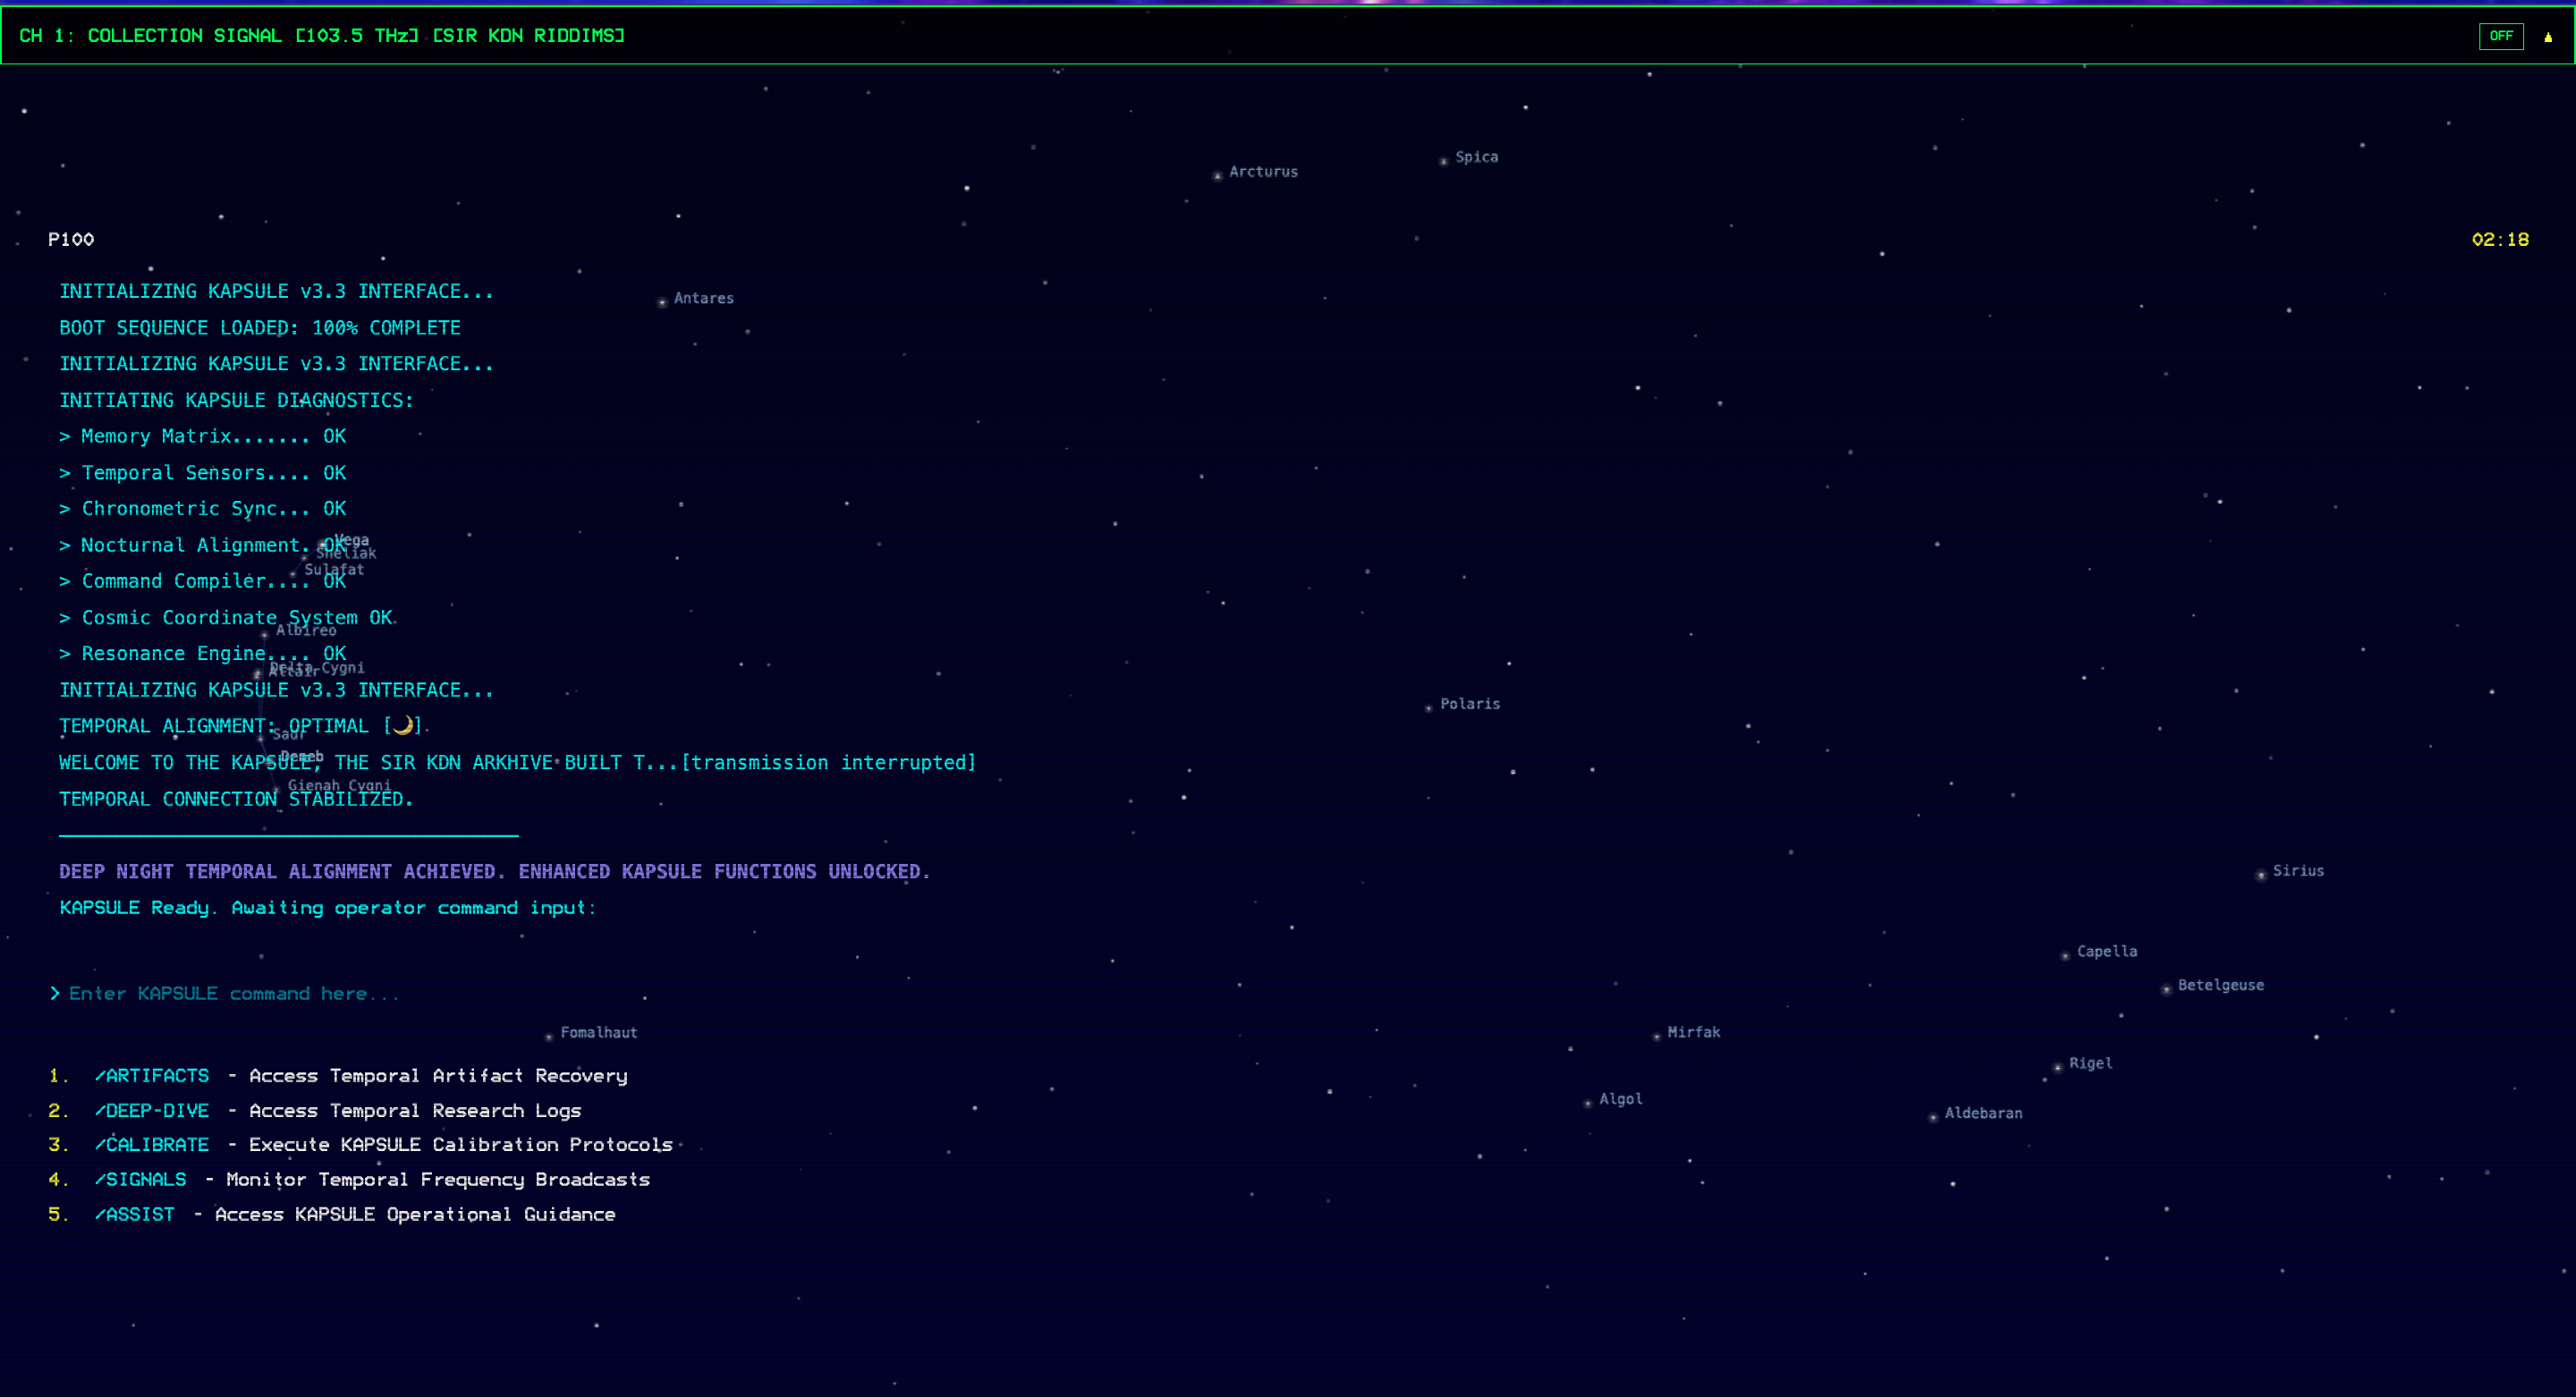 CH 1: COLLECTION SIGNAL [103.5 THz] [SIR KDN RIDDIMS]
OFF
Spica
Arcturus
P100
02:18
INITIALIZING KAPSULE v3.3 INTERFACE...
Antares
BOOT SEQUENCE LOADED: 100% COMPLETE
INITIALIZING KAPSULE v3.3 INTERFACE...
INITIATING KAPSULE DIAGNOSTICS:
> Memory Matrix....... OK
> Temporal Sensors.... OK
> Chronometric Sync... OK
> Nocturnal Alignment. OK
Vega
Sheliak
Sulafat
> Command Compiler.... OK
> Cosmic Coordinate System OK
Albireo
> Resonance Engine.... OK
Delta Cygni
Altair
INITIALIZING KAPSULE v3.3 INTERFACE...
Polaris
TEMPORAL ALIGNMENT: OPTIMAL [🌙]
Sadr
WELCOME TO THE KAPSULE, THE SIR KDN ARKHIVE BUILT T...[transmission interrupted]
Deneb
Gienah Cygni
TEMPORAL CONNECTION STABILIZED.
DEEP NIGHT TEMPORAL ALIGNMENT ACHIEVED. ENHANCED KAPSULE FUNCTIONS UNLOCKED.
Sirius
KAPSULE Ready. Awaiting operator command input:
Capella
Betelgeuse
> Enter KAPSULE command here...
Fomalhaut
Mirfak
Rigel
1. /ARTIFACTS - Access Temporal Artifact Recovery
Algol
Aldebaran
2. /DEEP-DIVE - Access Temporal Research Logs
3. /CALIBRATE - Execute KAPSULE Calibration Protocols
4. /SIGNALS - Monitor Temporal Frequency Broadcasts
5. /ASSIST - Access KAPSULE Operational Guidance